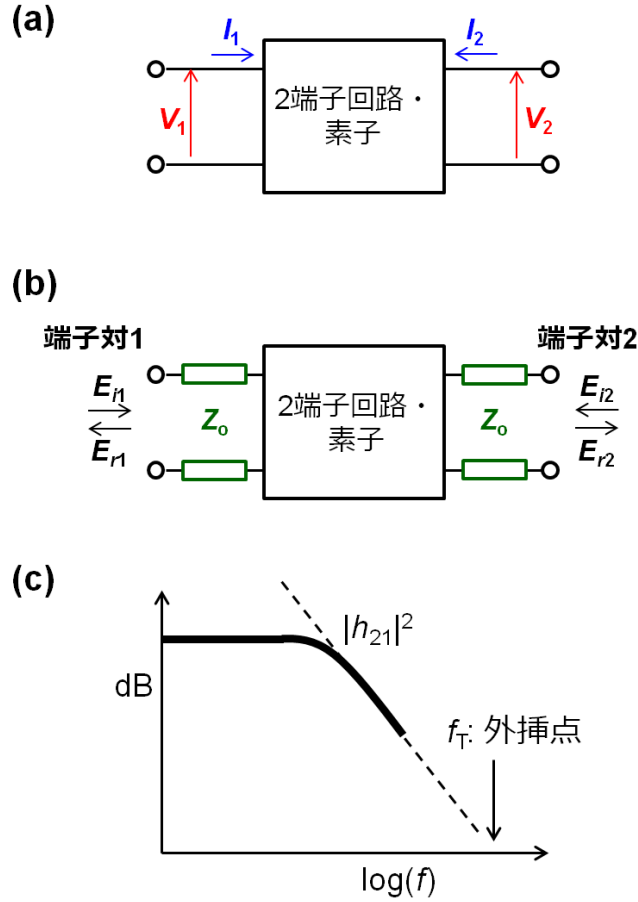 (a)
I1
I2
V1
2端子回路・
素子
V2
(b)
端子対1
端子対2
Ei1
Er1
Zo
2端子回路・
素子
Zo
Ei2
Er2
(c)
|h21|2
dB
fT: 外挿点
log(f)